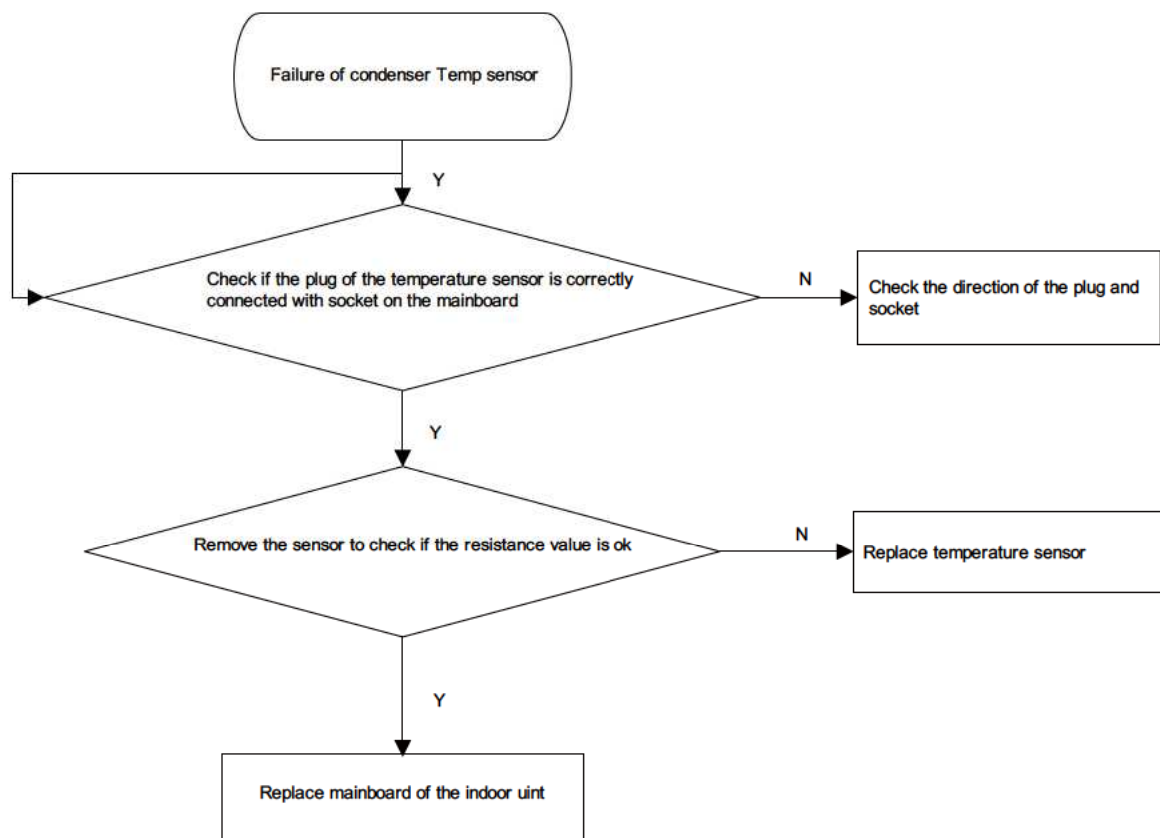 Failure of condenser Temp sensor
Y
Check if the plug of the temperature sensor is correctly
connected with socket on the mainboard
N
Check the direction of the plug and
socket
Y
Remove the sensor to check if the resistance value is ok
N
Replace temperature sensor
Y
Replace mainboard of the indoor uint